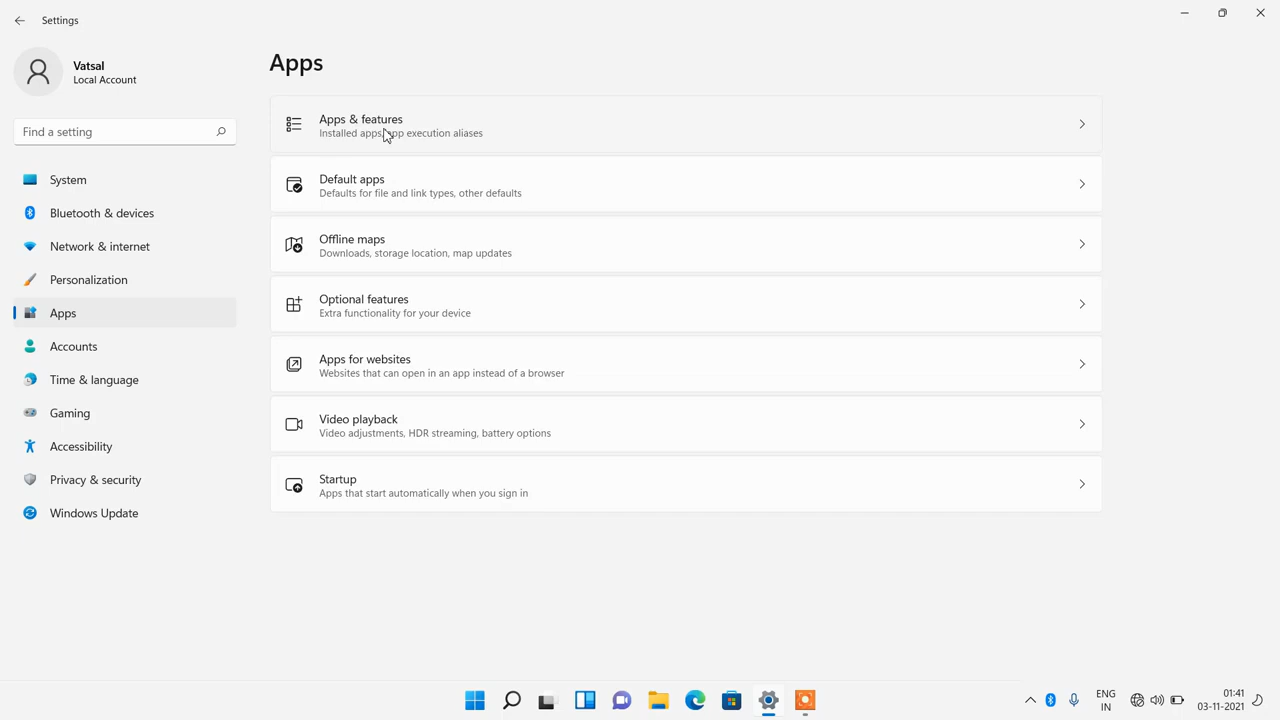 Settings
Vatsal
Local Account
Find a setting
System
Bluetooth & devices
Network & internet
Personalization
Apps
Accounts
Time & language
Gaming
Accessibility
Privacy & security
Windows Update
Apps
Apps & features
Installed apps, app execution aliases
Default apps
Defaults for file and link types, other defaults
Offline maps
Downloads, storage location, map updates
Optional features
Extra functionality for your device
Apps for websites
Websites that can open in an app instead of a browser
Video playback
Video adjustments, HDR streaming, battery options
Startup
Apps that start automatically when you sign in
ENG
IN
01:41
03-11-2021